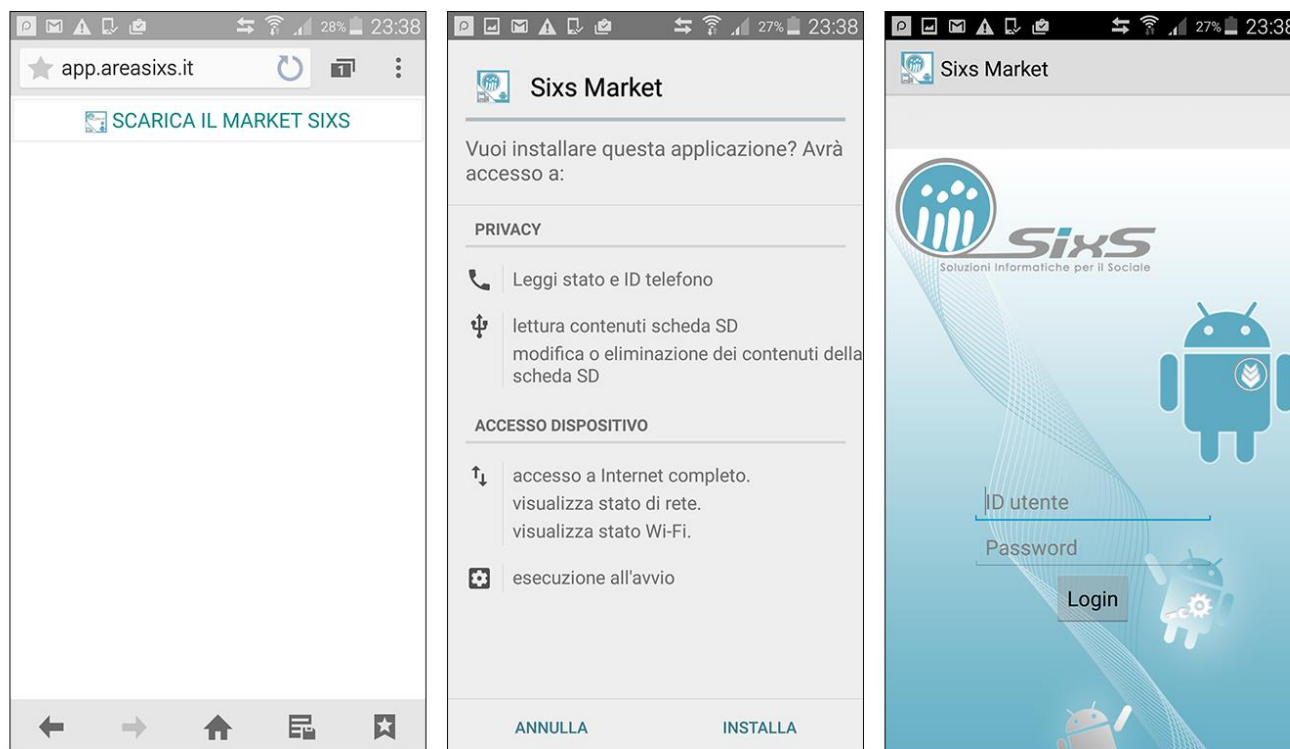 28% 23:38
app.areasixs.it
1
SCARICA IL MARKET SIXS
27% 23:38
Sixs Market
Vuoi installare questa applicazione? Avrà
accesso a:
PRIVACY
Leggi stato e ID telefono
lettura contenuti scheda SD
modifica o eliminazione dei contenuti della
scheda SD
ACCESSO DISPOSITIVO
accesso a Internet completo.
visualizza stato di rete.
visualizza stato Wi-Fi.
esecuzione all'avvio
ANNULLA INSTALLA
27% 23:38
Sixs Market
SixS
Soluzioni Informatiche per il Sociale
ID utente
Password
Login